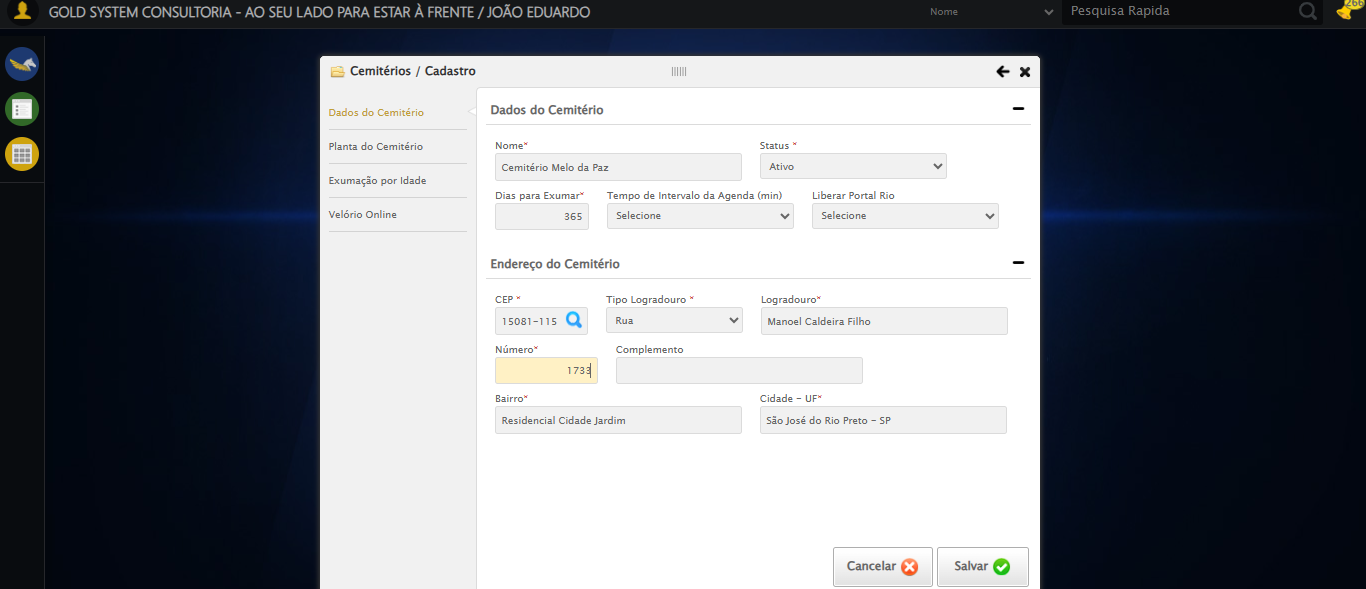 GOLD SYSTEM CONSULTORIA - AO SEU LADO PARA ESTAR À FRENTE / JOÃO EDUARDO
Nome
Pesquisa Rapida
266
Cemitérios / Cadastro
Dados do Cemitério
Planta do Cemitério
Exumação por Idade
Velório Online
Dados do Cemitério
Nome*
Status *
Cemitério Melo da Paz
Ativo
Dias para Exumar*
Tempo de Intervalo da Agenda (min)
Liberar Portal Rio
365
Selecione
Selecione
Endereço do Cemitério
CEP *
Tipo Logradouro *
Logradouro*
15081-115
Rua
Manoel Caldeira Filho
Número*
Complemento
1733
Bairro*
Cidade - UF*
Residencial Cidade Jardim
São José do Rio Preto - SP
Cancelar
Salvar